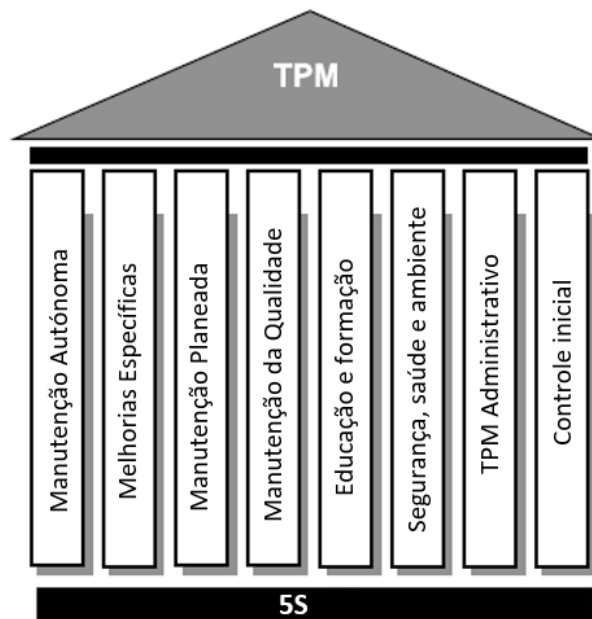 TPM
Manutenção Autónoma
Melhorias Específicas
Manutenção Planeada
Manutenção da Qualidade
Educação e formação
Segurança, saúde e ambiente
TPM Administrativo
Controle inicial
5S